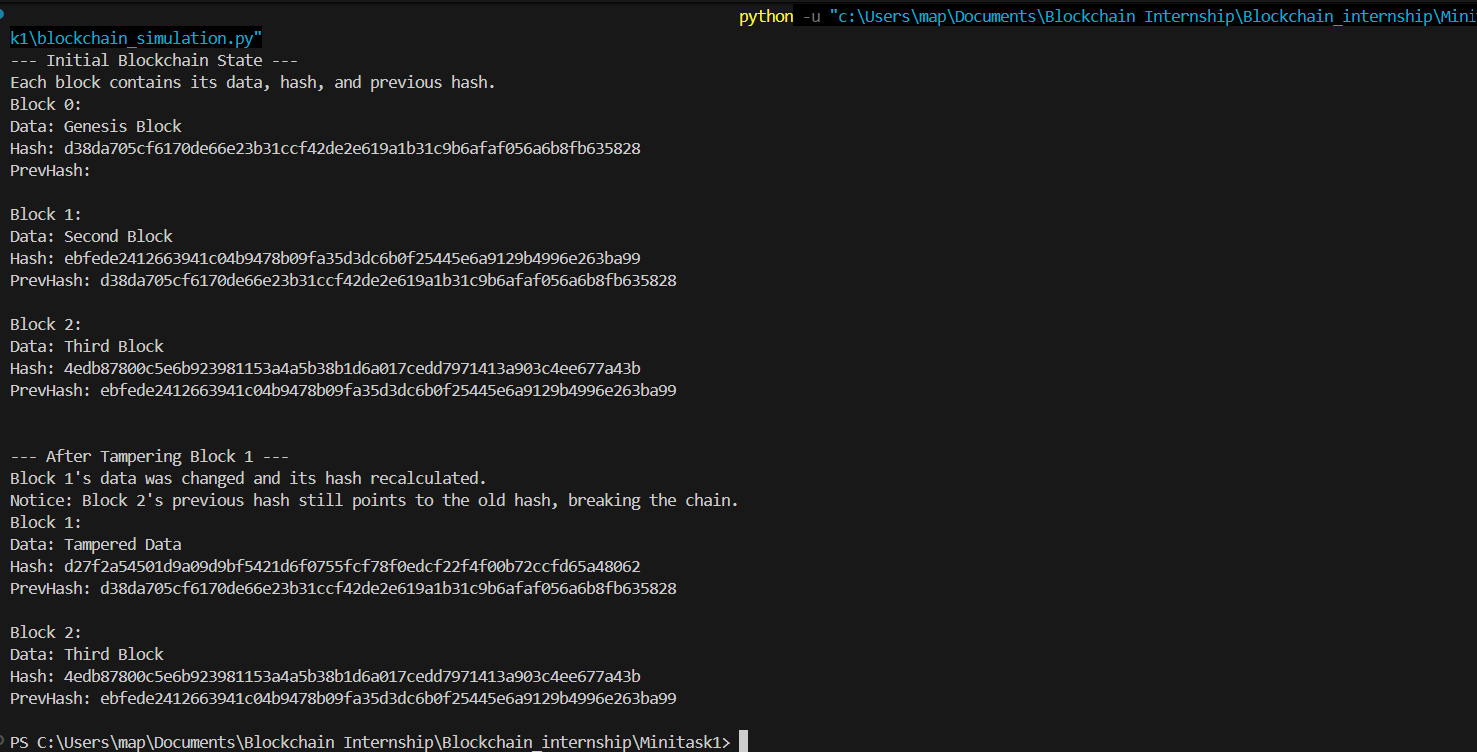 python -u "c:\Users\map\Documents\Blockchain Internship\Blockchain_internship\Mini
k1\blockchain_simulation.py"
--- Initial Blockchain State ---
Each block contains its data, hash, and previous hash.
Block 0:
Data: Genesis Block
Hash: d38da705cf6170de66e23b31ccf42de2e619a1b31c9b6afaf056a6b8fb635828
PrevHash:
Block 1:
Data: Second Block
Hash: ebfede2412663941c04b9478b09fa35d3dc6b0f25445e6a9129b4996e263ba99
PrevHash: d38da705cf6170de66e23b31ccf42de2e619a1b31c9b6afaf056a6b8fb635828
Block 2:
Data: Third Block
Hash: 4edb87800c5e6b923981153a4a5b38b1d6a017cedd7971413a903c4ee677a43b
PrevHash: ebfede2412663941c04b9478b09fa35d3dc6b0f25445e6a9129b4996e263ba99
--- After Tampering Block 1 ---
Block 1's data was changed and its hash recalculated.
Notice: Block 2's previous hash still points to the old hash, breaking the chain.
Block 1:
Data: Tampered Data
Hash: d27f2a54501d9a09d9bf5421d6f0755fcf78f0edcf22f4f00b72ccfd65a48062
PrevHash: d38da705cf6170de66e23b31ccf42de2e619a1b31c9b6afaf056a6b8fb635828
Block 2:
Data: Third Block
Hash: 4edb87800c5e6b923981153a4a5b38b1d6a017cedd7971413a903c4ee677a43b
PrevHash: ebfede2412663941c04b9478b09fa35d3dc6b0f25445e6a9129b4996e263ba99
PS C:\Users\map\Documents\Blockchain Internship\Blockchain_internship\Minitask1>